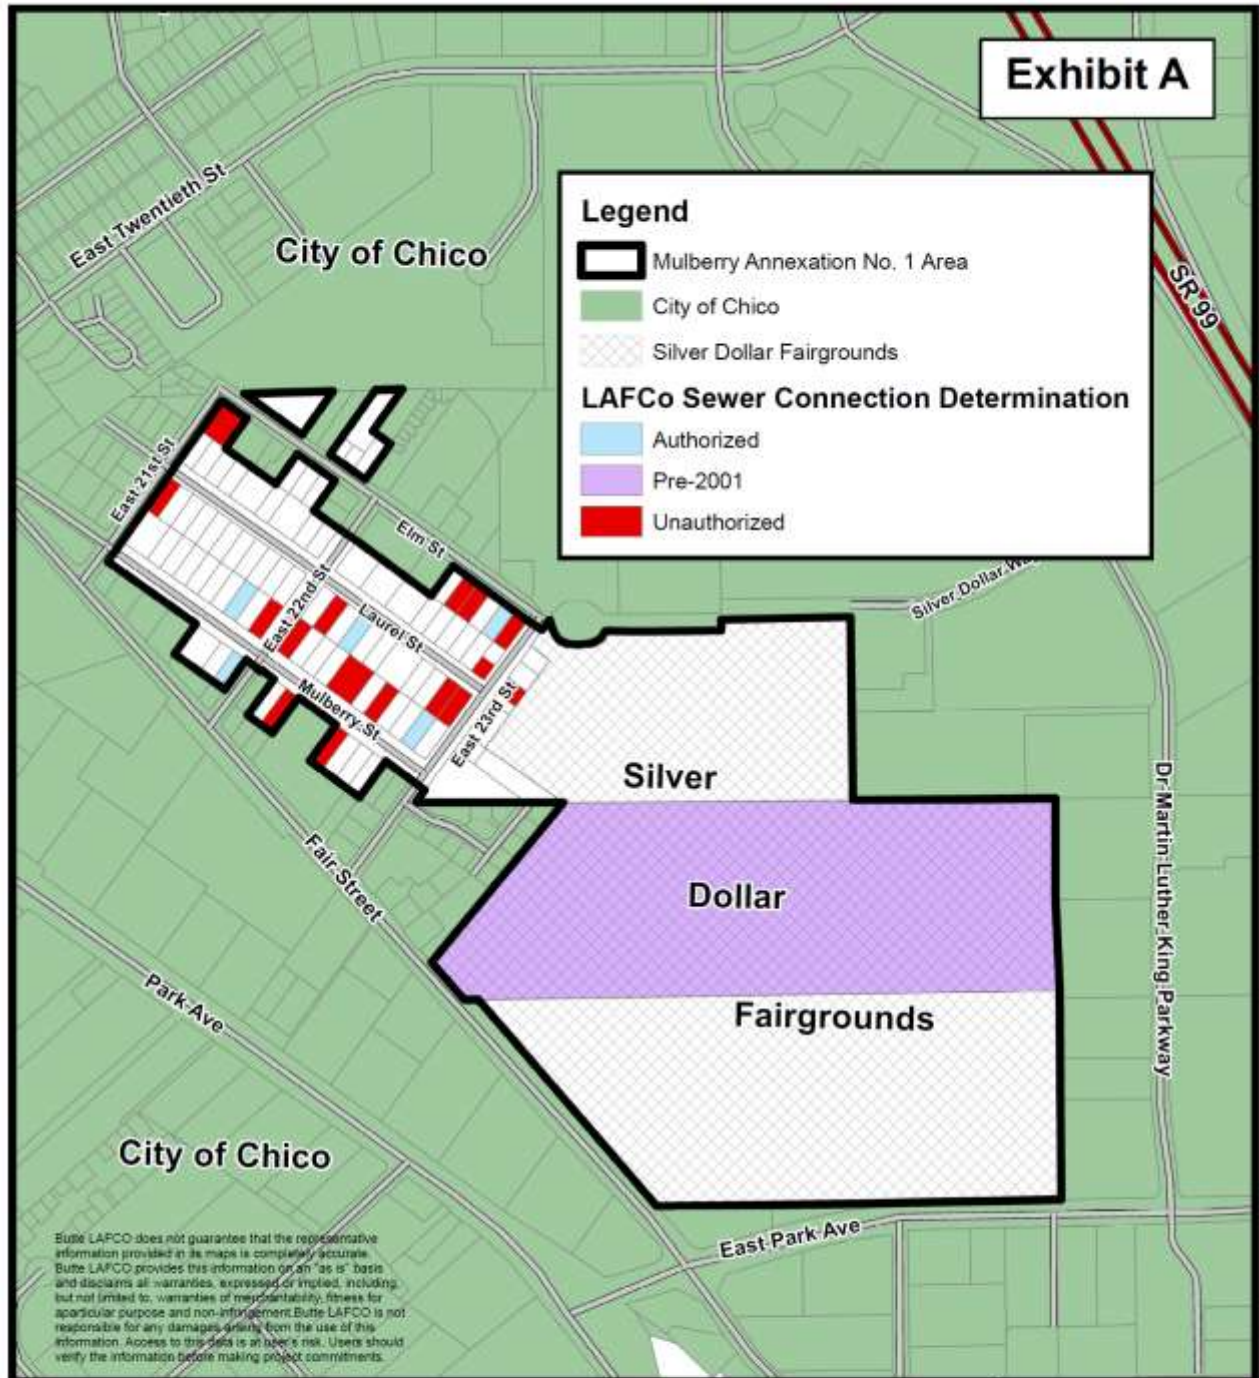 Exhibit A
Legend
Mulberry Annexation No. 1 Area
City of Chico
Silver Dollar Fairgrounds
LAFCo Sewer Connection Determination
Authorized
Pre-2001
Unauthorized
East Twentieth St
City of Chico
SR 99
East 21st St
Elm St
East 22nd St
Laurel St
Mulberry St
East 23rd St
Silver Dollar Wa
Silver
Dollar
Fairgrounds
Dr Martin Luther King Parkway
Fair Street
Park Ave
City of Chico
East Park Ave
Butte LAFCO does not guarantee that the representative
information provided in its maps is completely accurate.
Butte LAFCO provides this information on an "as is" basis
and disclaims all warranties, expressed or implied, including,
but not limited to, warranties of merchantability, fitness for
aparticular purpose and non-infringement.Butte LAFCO is not
responsible for any damages arising from the use of this
information. Access to this data is at user's risk. Users should
verify the information before making project commitments.